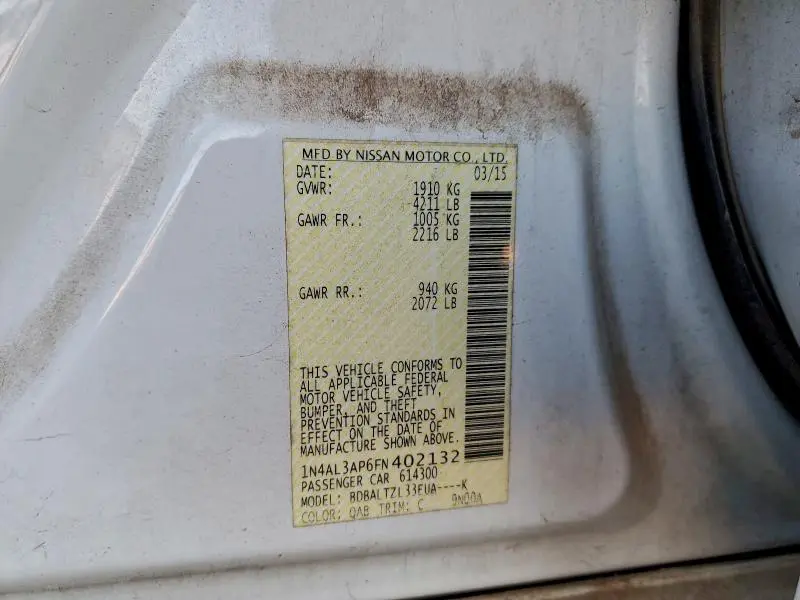 MFD BY NISSAN MOTOR CO., LTD.
DATE: 03/15
GVWR: 1910 KG
4211 LB
GAWR FR.: 1005 KG
2216 LB
GAWR RR.: 940 KG
2072 LB
THIS VEHICLE CONFORMS TO
ALL APPLICABLE FEDERAL
MOTOR VEHICLE SAFETY,
BUMPER, AND THEFT
PREVENTION STANDARDS IN
EFFECT ON THE DATE OF
MANUFACTURE SHOWN ABOVE.
1N4AL3AP6FN402132
PASSENGER CAR 614300
MODEL: BDBALTZL33EUA----K
COLOR: QAB TRIM: C 9N00A